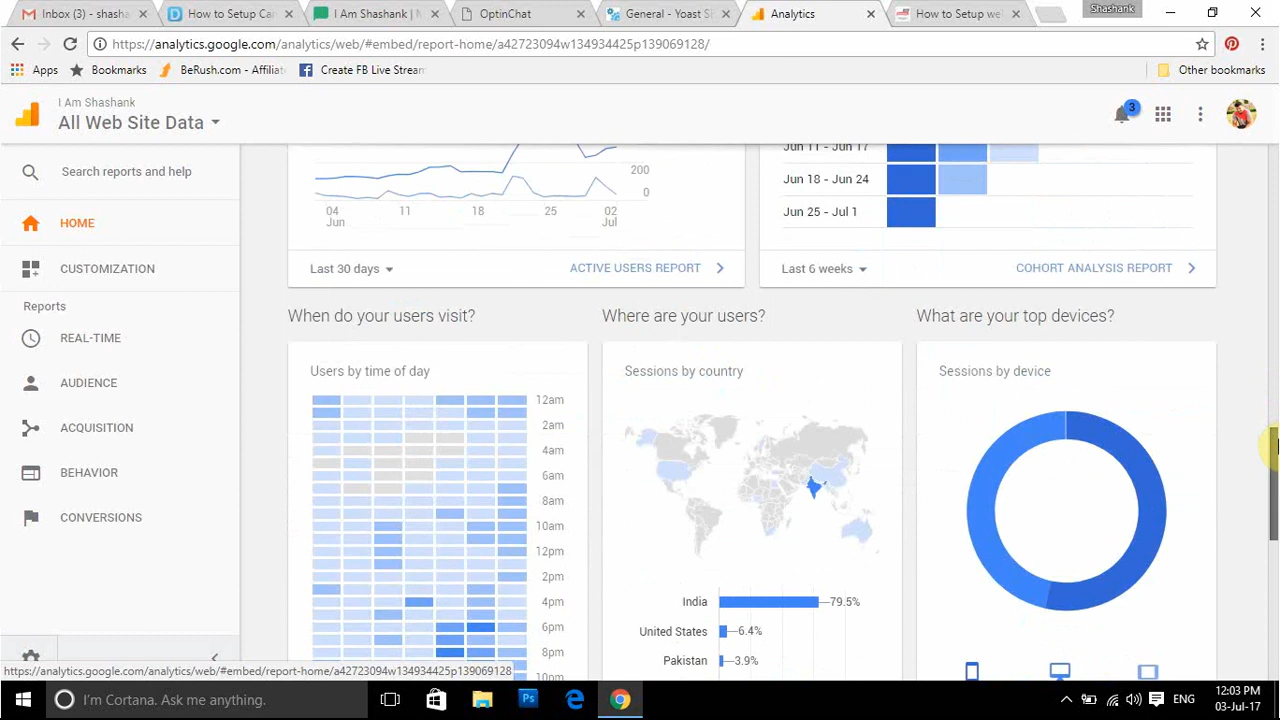 Inbox (3) - shasha
How to Setup Car
I Am Shashank | M
OptinChat
General - Yoast SE
Analytics
How to Setup we
Shashank
https://analytics.google.com/analytics/web/#embed/report-home/a42723094w134934425p139069128/
Apps
Bookmarks
BeRush.com - Affiliat
Create FB Live Stream
Other bookmarks
I Am Shashank
All Web Site Data
3
Search reports and help
HOME
CUSTOMIZATION
Reports
REAL-TIME
AUDIENCE
ACQUISITION
BEHAVIOR
CONVERSIONS
200
0
04 11 18 25 02
Jun Jul
Last 30 days
ACTIVE USERS REPORT
Jun 11 - Jun 17
Jun 18 - Jun 24
Jun 25 - Jul 1
Last 6 weeks
COHORT ANALYSIS REPORT
When do your users visit?
Where are your users?
What are your top devices?
Users by time of day
12am
2am
4am
6am
8am
10am
12pm
2pm
4pm
6pm
8pm
10pm
Sessions by country
India 79.5%
United States 6.4%
Pakistan 3.9%
Sessions by device
https://analytics.google.com/analytics/web/#embed/report-home/a42723094w134934425p139069128
I'm Cortana. Ask me anything.
ENG
12:03 PM
03-Jul-17